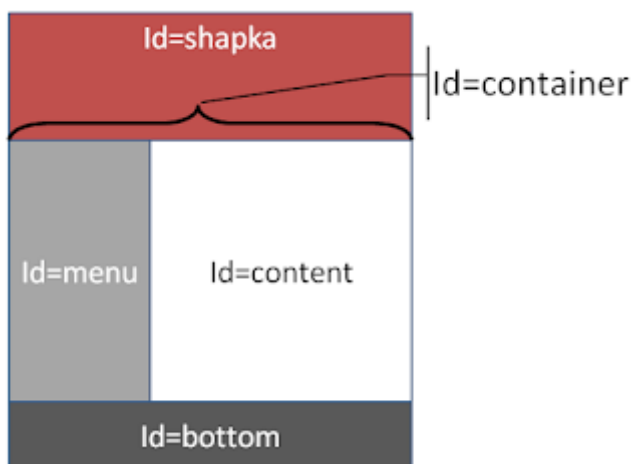 Id=shapka
Id=container
Id=menu
Id=content
Id=bottom